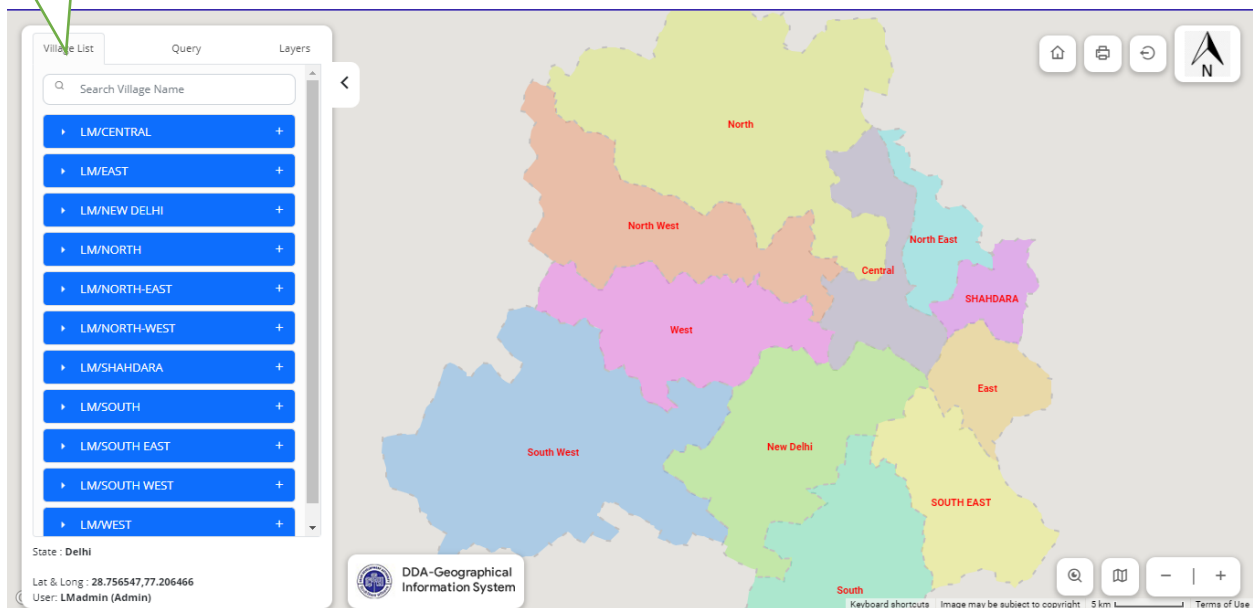 Village List
Query
Layers
Search Village Name
LM/CENTRAL
LM/EAST
LM/NEW DELHI
LM/NORTH
LM/NORTH-EAST
LM/NORTH-WEST
LM/SHAHDARA
LM/SOUTH
LM/SOUTH EAST
LM/SOUTH WEST
LM/WEST
State : Delhi
Lat & Long : 28.756547,77.206466
User: LMadmin (Admin)
N
North
North West
North East
Central
SHAHDARA
West
East
New Delhi
South West
SOUTH EAST
South
DDA-Geographical
Information System
Keyboard shortcuts Image may be subject to copyright 5 km Terms of Use